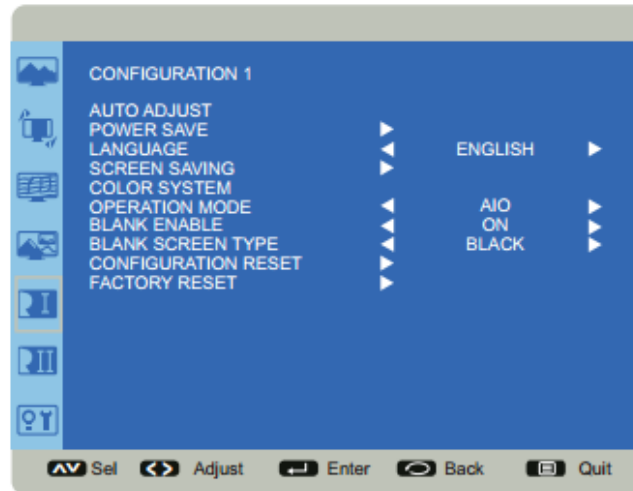 CONFIGURATION 1
AUTO ADJUST
POWER SAVE
LANGUAGE ENGLISH
SCREEN SAVING
COLOR SYSTEM
OPERATION MODE AIO
BLANK ENABLE ON
BLANK SCREEN TYPE BLACK
CONFIGURATION RESET
FACTORY RESET
I
II
Sel Adjust Enter Back Quit